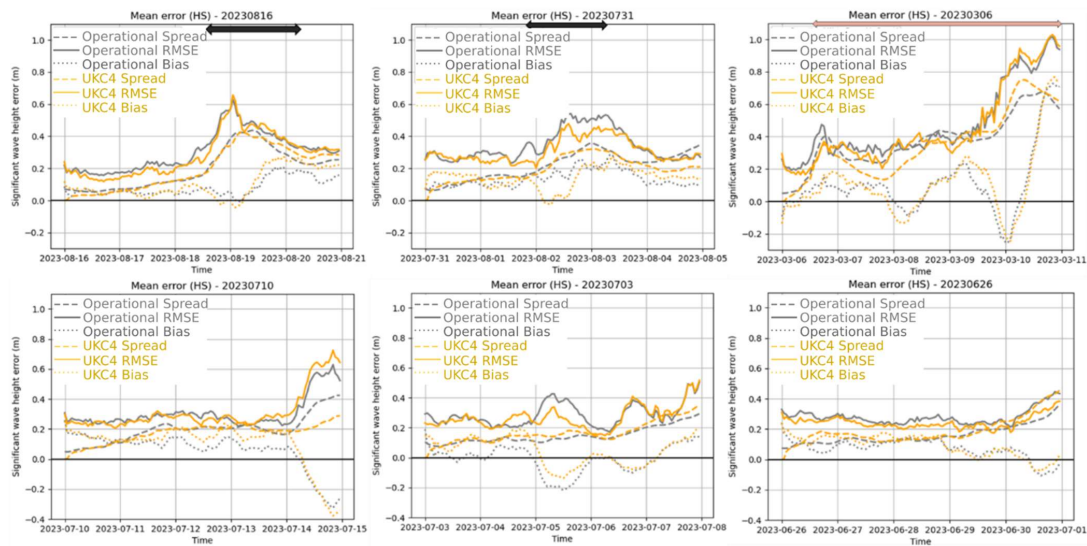 Mean error (HS) - 20230816
Significant wave height error (m)
1.0
0.8
0.6
0.4
0.2
0.0
−0.2
Operational Spread
Operational RMSE
Operational Bias
UKC4 Spread
UKC4 RMSE
UKC4 Bias
2023-08-16 2023-08-17 2023-08-18 2023-08-19 2023-08-20 2023-08-21
Time
Mean error (HS) - 20230731
Significant wave height error (m)
1.0
0.8
0.6
0.4
0.2
0.0
−0.2
Operational Spread
Operational RMSE
Operational Bias
UKC4 Spread
UKC4 RMSE
UKC4 Bias
2023-07-31 2023-08-01 2023-08-02 2023-08-03 2023-08-04 2023-08-05
Time
Mean error (HS) - 20230306
Significant wave height error (m)
1.0
0.8
0.6
0.4
0.2
0.0
−0.2
Operational Spread
Operational RMSE
Operational Bias
UKC4 Spread
UKC4 RMSE
UKC4 Bias
2023-03-06 2023-03-07 2023-03-08 2023-03-09 2023-03-10 2023-03-11
Time
Mean error (HS) - 20230710
Significant wave height error (m)
1.0
0.8
0.6
0.4
0.2
0.0
−0.2
−0.4
Operational Spread
Operational RMSE
Operational Bias
UKC4 Spread
UKC4 RMSE
UKC4 Bias
2023-07-10 2023-07-11 2023-07-12 2023-07-13 2023-07-14 2023-07-15
Time
Mean error (HS) - 20230703
Significant wave height error (m)
1.0
0.8
0.6
0.4
0.2
0.0
−0.2
−0.4
Operational Spread
Operational RMSE
Operational Bias
UKC4 Spread
UKC4 RMSE
UKC4 Bias
2023-07-03 2023-07-04 2023-07-05 2023-07-06 2023-07-07 2023-07-08
Time
Mean error (HS) - 20230626
Significant wave height error (m)
1.0
0.8
0.6
0.4
0.2
0.0
−0.2
−0.4
Operational Spread
Operational RMSE
Operational Bias
UKC4 Spread
UKC4 RMSE
UKC4 Bias
2023-06-26 2023-06-27 2023-06-28 2023-06-29 2023-06-30 2023-07-01
Time